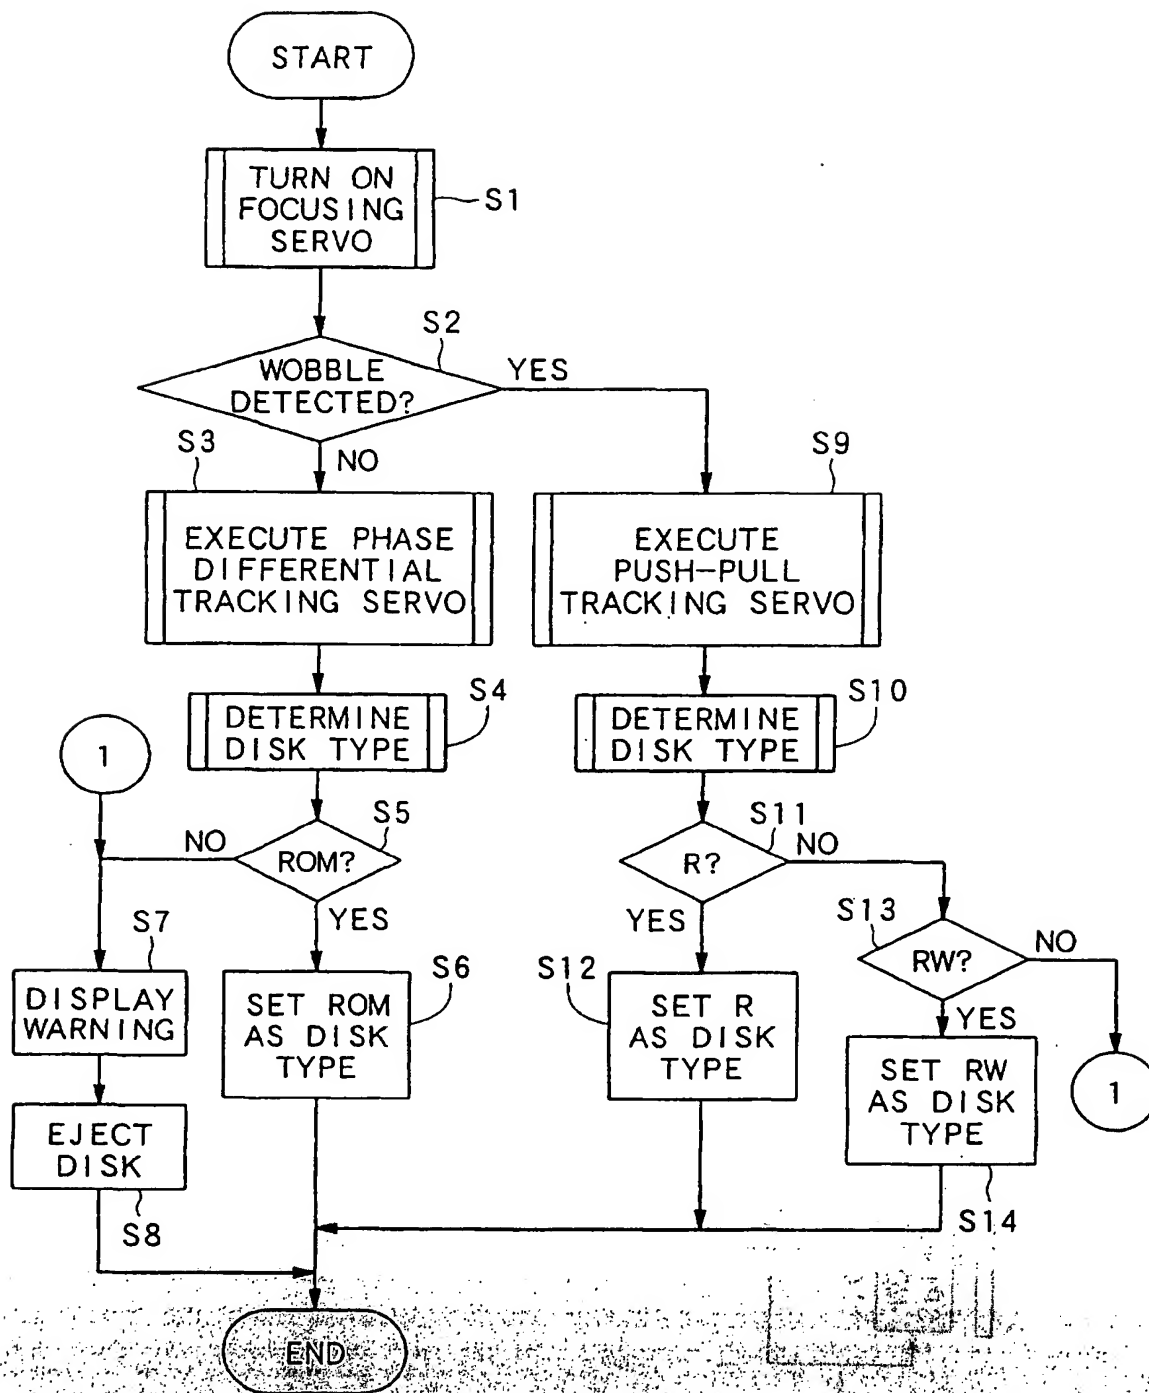 START
TURN ON
FOCUSING
SERVO
S1
S2
WOBBLE
DETECTED?
YES
NO
S3
EXECUTE PHASE
DIFFERENTIAL
TRACKING SERVO
S9
EXECUTE
PUSH-PULL
TRACKING SERVO
S4
DETERMINE
DISK TYPE
S10
DETERMINE
DISK TYPE
1
S5
ROM?
NO
YES
S11
R?
NO
YES
S13
RW?
NO
YES
S7
DISPLAY
WARNING
S6
SET ROM
AS DISK
TYPE
S12
SET R
AS DISK
TYPE
SET RW
AS DISK
TYPE
S14
1
EJECT
DISK
S8
END